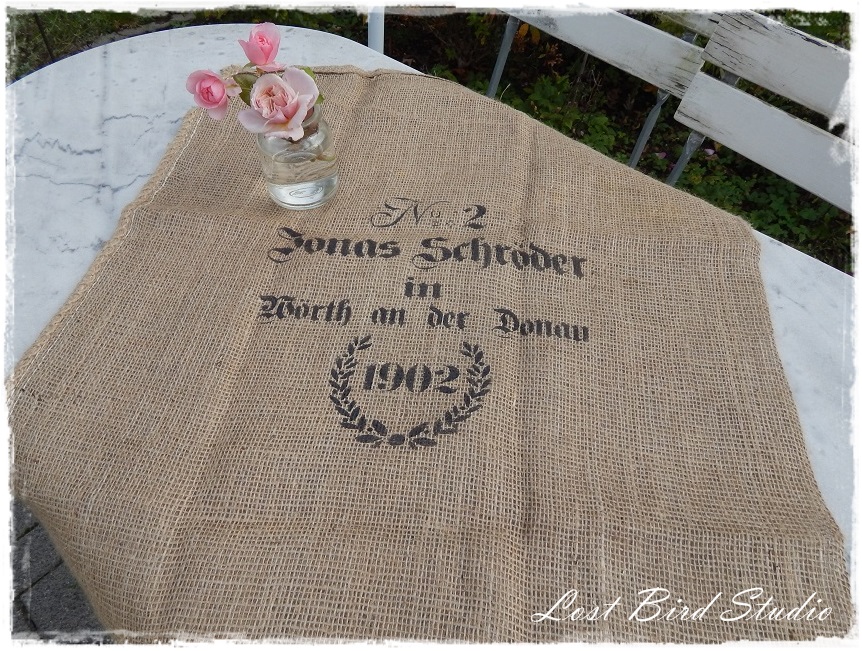 No. 2
Jonas Schröder
in
Wörth an der Donau
1902
Lost Bird Studio